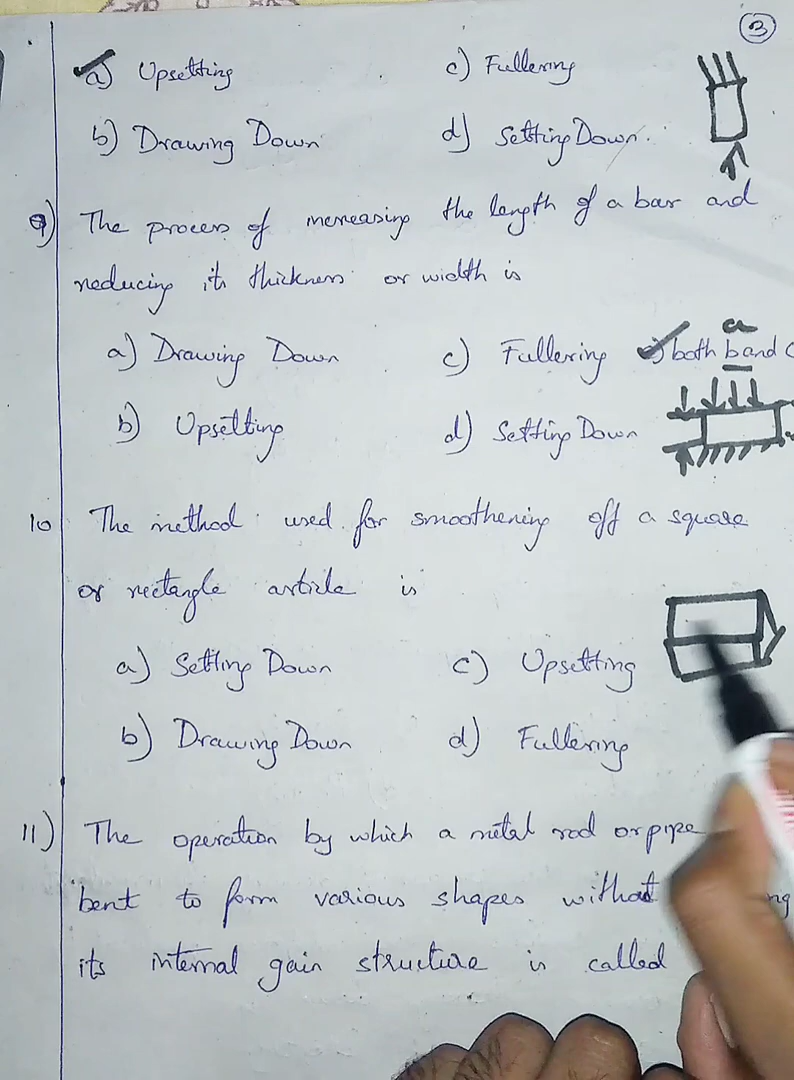 3
a) Upsetting c) Fullering
b) Drawing Down d) Setting Down.
9) The process of increasing the length of a bar and
reducing its thickness or width is
a) Drawing Down c) Fullering both b and c
a
b) Upsetting d) Setting Down
10 The method used for smoothening off a square
or rectangle article is
a) Setting Down c) Upsetting
b) Drawing Down d) Fullering
11) The operation by which a metal rod or pipe
bent to form various shapes without
its internal gain structure is called